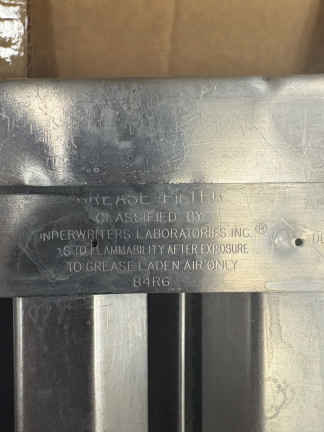 GREASE FILTER
CLASSIFIED BY
UNDERWRITERS LABORATORIES INC.®
AS TO FLAMMABILITY AFTER EXPOSURE
TO GREASE LADEN AIR ONLY
84R6